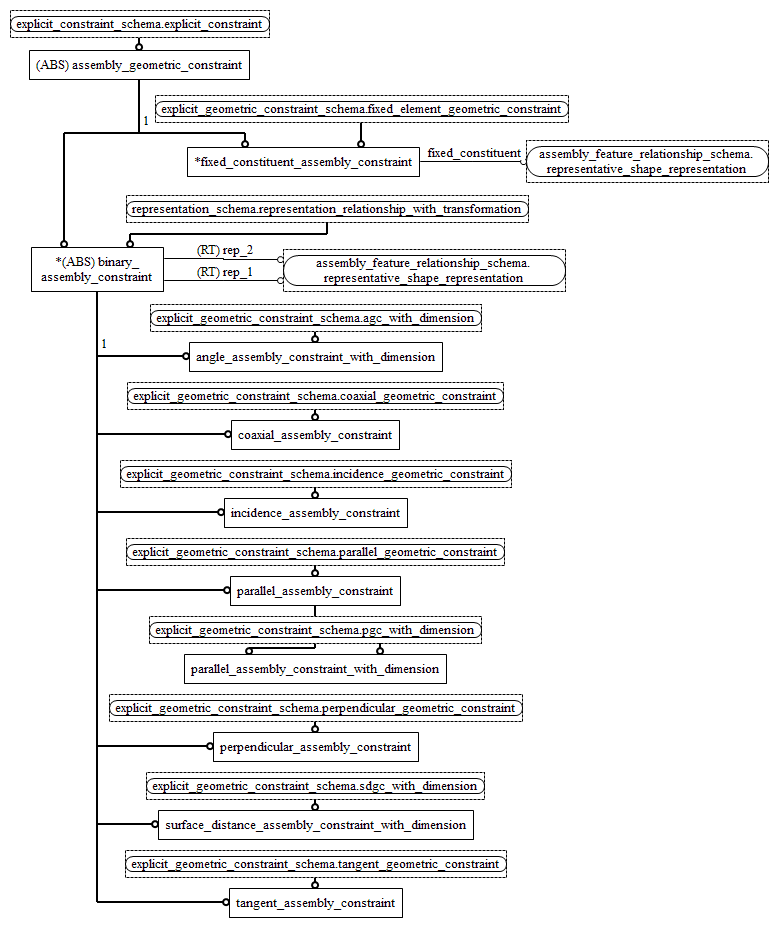 explicit_constraint_schema.explicit_constraint
(ABS) assembly_geometric_constraint
explicit_geometric_constraint_schema.fixed_element_geometric_constraint
1
*fixed_constituent_assembly_constraint
fixed_constituent
assembly_feature_relationship_schema.
representative_shape_representation
representation_schema.representation_relationship_with_transformation
*(ABS) binary_
assembly_constraint
(RT) rep_2
(RT) rep_1
assembly_feature_relationship_schema.
representative_shape_representation
explicit_geometric_constraint_schema.agc_with_dimension
1
angle_assembly_constraint_with_dimension
explicit_geometric_constraint_schema.coaxial_geometric_constraint
coaxial_assembly_constraint
explicit_geometric_constraint_schema.incidence_geometric_constraint
incidence_assembly_constraint
explicit_geometric_constraint_schema.parallel_geometric_constraint
parallel_assembly_constraint
explicit_geometric_constraint_schema.pgc_with_dimension
parallel_assembly_constraint_with_dimension
explicit_geometric_constraint_schema.perpendicular_geometric_constraint
perpendicular_assembly_constraint
explicit_geometric_constraint_schema.sdgc_with_dimension
surface_distance_assembly_constraint_with_dimension
explicit_geometric_constraint_schema.tangent_geometric_constraint
tangent_assembly_constraint